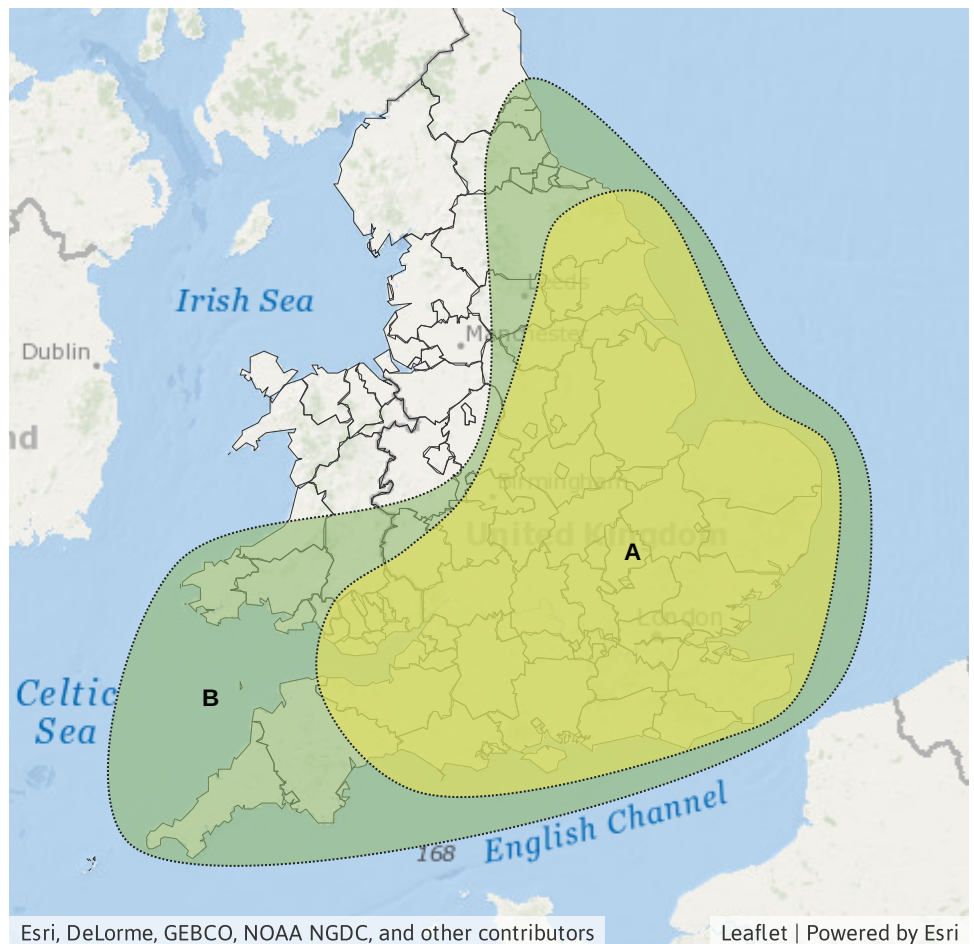 Leeds
Irish Sea
Manchester
Dublin
nd
Birmingham
United Kingdom
A
London
Celtic
Sea
B
English Channel
168
Esri, DeLorme, GEBCO, NOAA NGDC, and other contributors
Leaflet | Powered by Esri